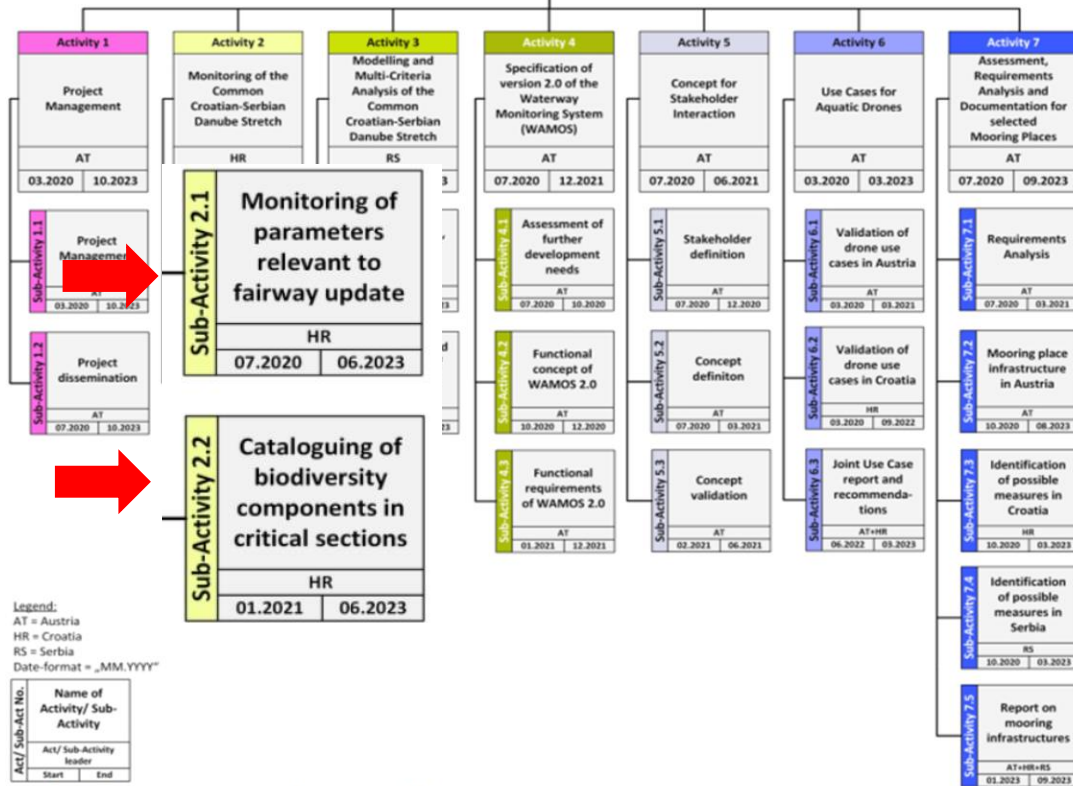 Activity 1
Project
Management
AT
03.2020 10.2023
Sub-Activity 1.1
Project
Management
AT
03.2020 10.2023
Sub-Activity 1.2
Project
dissemination
AT
07.2020 10.2023
Activity 2
Monitoring of the
Common
Croatian-Serbian
Danube Stretch
HR
Sub-Activity 2.1
Monitoring of
parameters
relevant to
fairway update
HR
07.2020 06.2023
Sub-Activity 2.2
Cataloguing of
biodiversity
components in
critical sections
HR
01.2021 06.2023
Activity 3
Modelling and
Multi-Criteria
Analysis of the
Common
Croatian-Serbian
Danube Stretch
RS
Activity 4
Specification of
version 2.0 of the
Waterway
Monitoring System
(WAMOS)
AT
07.2020 12.2021
Sub-Activity 4.1
Assessment of
further
development
needs
AT
07.2020 10.2020
Sub-Activity 4.2
Functional
concept of
WAMOS 2.0
AT
10.2020 12.2020
Sub-Activity 4.3
Functional
requirements
of WAMOS 2.0
AT
01.2021 12.2021
Activity 5
Concept for
Stakeholder
Interaction
AT
07.2020 06.2021
Sub-Activity 5.1
Stakeholder
definition
AT
07.2020 12.2020
Sub-Activity 5.2
Concept
definiton
AT
07.2020 03.2021
Sub-Activity 5.3
Concept
validation
AT
02.2021 06.2021
Activity 6
Use Cases for
Aquatic Drones
AT
03.2020 03.2023
Sub-Activity 6.1
Validation of
drone use
cases in Austria
AT
03.2020 03.2021
Sub-Activity 6.2
Validation of
drone use
cases in Croatia
HR
03.2020 09.2022
Sub-Activity 6.3
Joint Use Case
report and
recommenda-
tions
AT+HR
06.2022 03.2023
Activity 7
Assessment,
Requirements
Analysis and
Documentation for
selected
Mooring Places
AT
07.2020 09.2023
Sub-Activity 7.1
Requirements
Analysis
AT
07.2020 03.2021
Sub-Activity 7.2
Mooring place
infrastructure
in Austria
AT
10.2020 08.2023
Sub-Activity 7.3
Identification
of possible
measures in
Croatia
HR
10.2020 03.2023
Sub-Activity 7.4
Identification
of possible
measures in
Serbia
RS
10.2020 03.2023
Sub-Activity 7.5
Report on
mooring
infrastructures
AT+HR+RS
01.2023 09.2023
Legend:
AT = Austria
HR = Croatia
RS = Serbia
Date-format = „MM.YYYY“
Act/ Sub-Act No.
Name of
Activity/ Sub-
Activity
Act/ Sub-Activity
leader
Start End